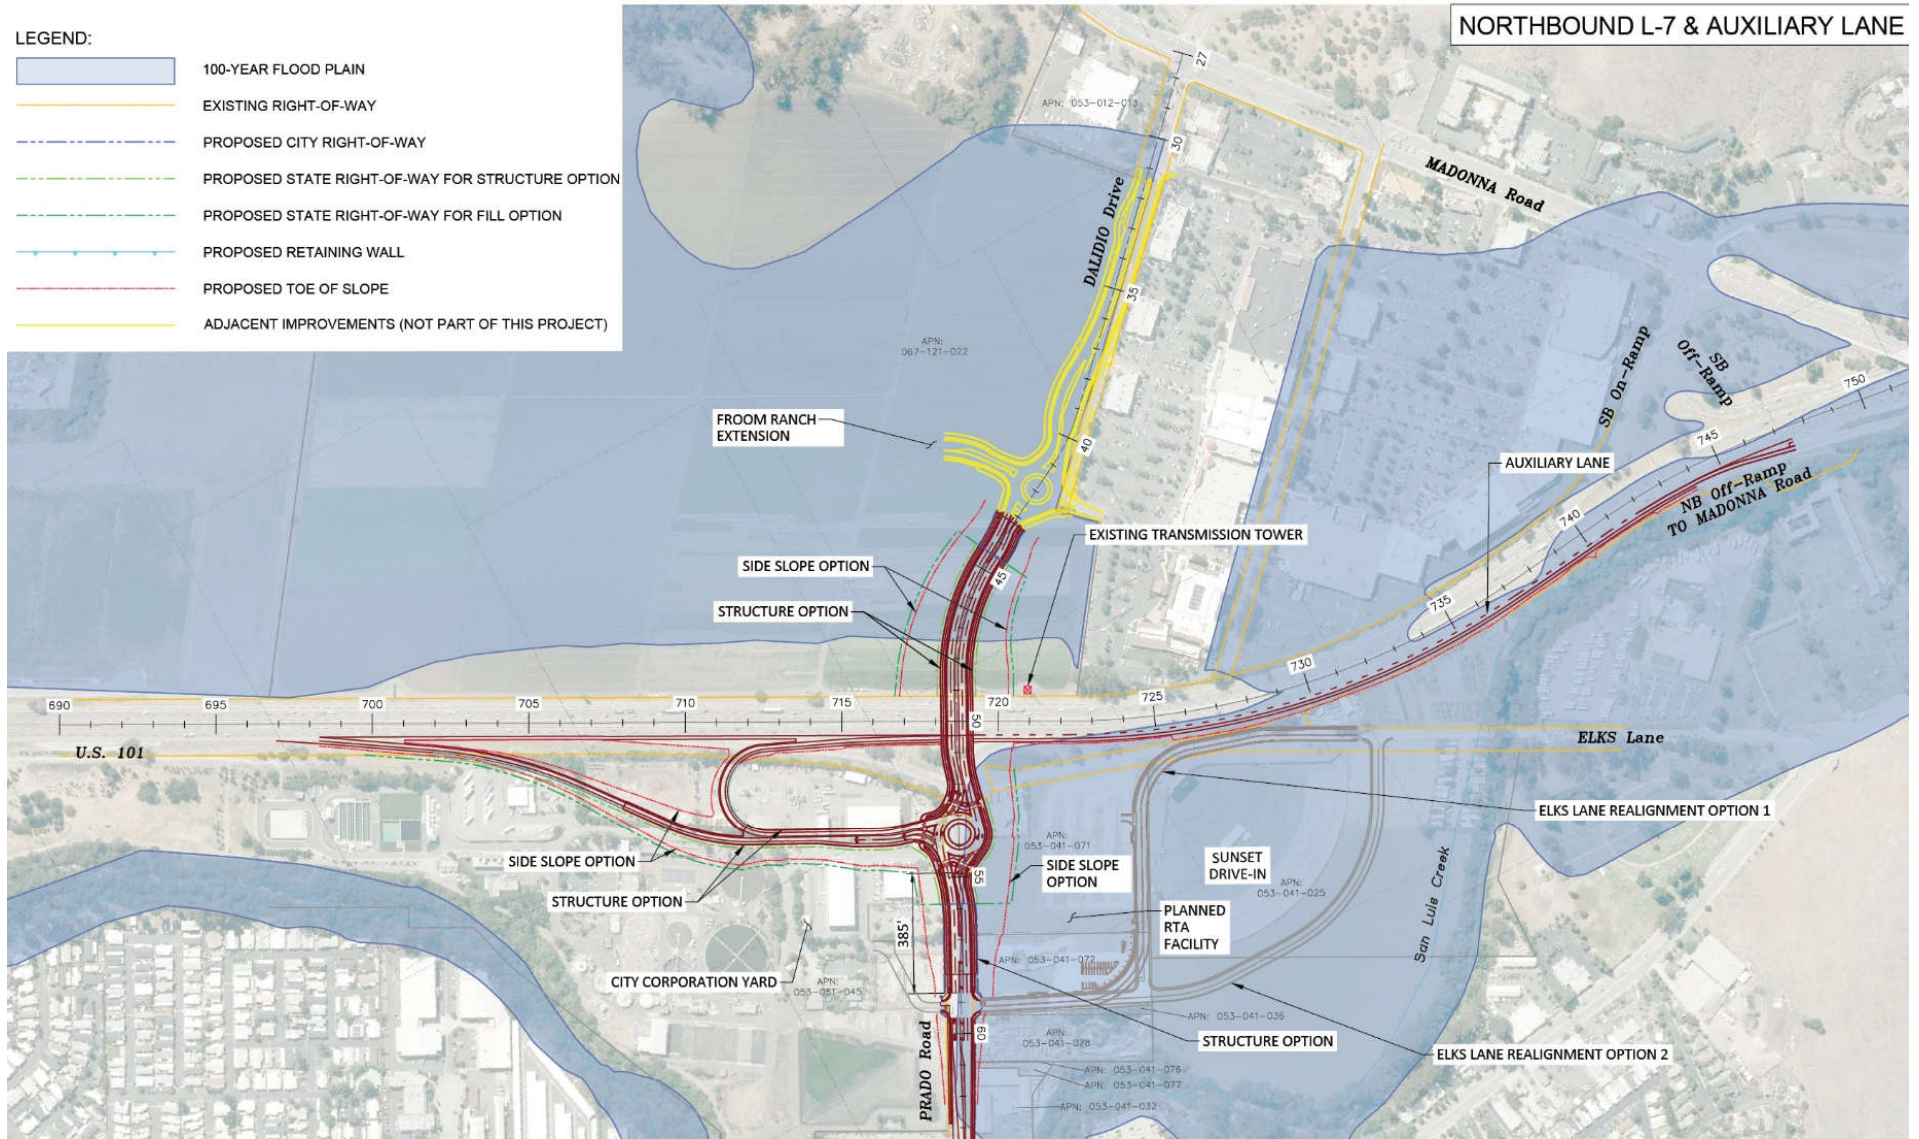 NORTHBOUND L-7 & AUXILIARY LANE
LEGEND:
100-YEAR FLOOD PLAIN
EXISTING RIGHT-OF-WAY
PROPOSED CITY RIGHT-OF-WAY
PROPOSED STATE RIGHT-OF-WAY FOR STRUCTURE OPTION
PROPOSED STATE RIGHT-OF-WAY FOR FILL OPTION
PROPOSED RETAINING WALL
PROPOSED TOE OF SLOPE
ADJACENT IMPROVEMENTS (NOT PART OF THIS PROJECT)
27
APN: 053-012-013
30
MADONNA Road
DALIDIO Drive
35
APN:
067-121-022
SB On-Ramp
SB
Off-Ramp
750
FROOM RANCH
EXTENSION
40
745
AUXILIARY LANE
NB Off-Ramp
TO MADONNA Road
740
EXISTING TRANSMISSION TOWER
SIDE SLOPE OPTION
45
STRUCTURE OPTION
735
730
690
695
700
705
710
715
720
725
50
U.S. 101
ELKS Lane
ELKS LANE REALIGNMENT OPTION 1
APN:
053-041-071
SIDE SLOPE OPTION
SIDE SLOPE
OPTION
SUNSET
DRIVE-IN
APN:
053-041-025
55
STRUCTURE OPTION
385'
PLANNED
RTA
FACILITY
San Luis Creek
APN: 053-041-072
CITY CORPORATION YARD
APN:
053-051-045
APN: 053-041-036
60
PRADO Road
APN:
053-041-078
STRUCTURE OPTION
ELKS LANE REALIGNMENT OPTION 2
APN: 053-041-076
APN: 053-041-077
APN: 053-041-032